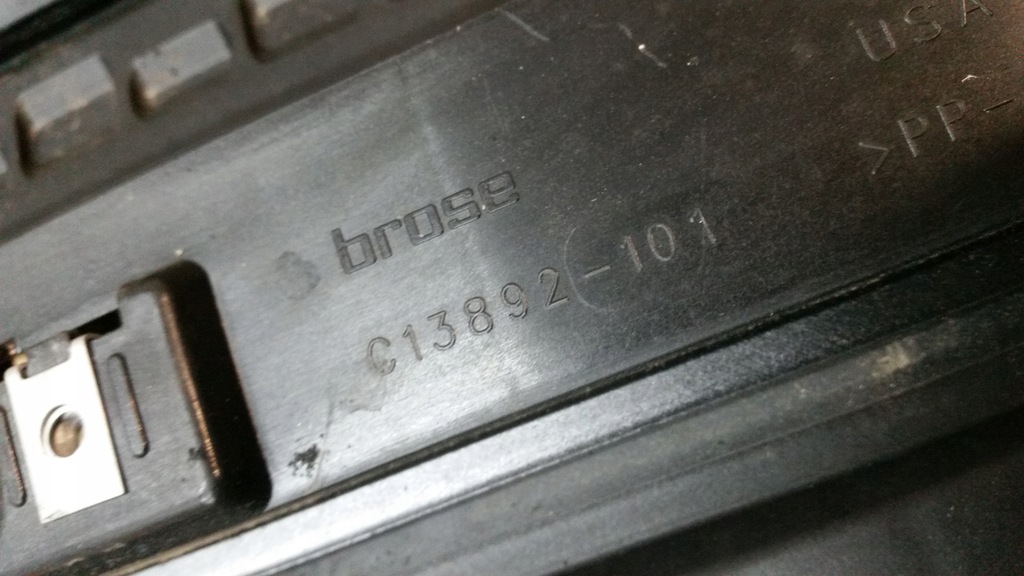 USA
>PP-
brose
C13892-101